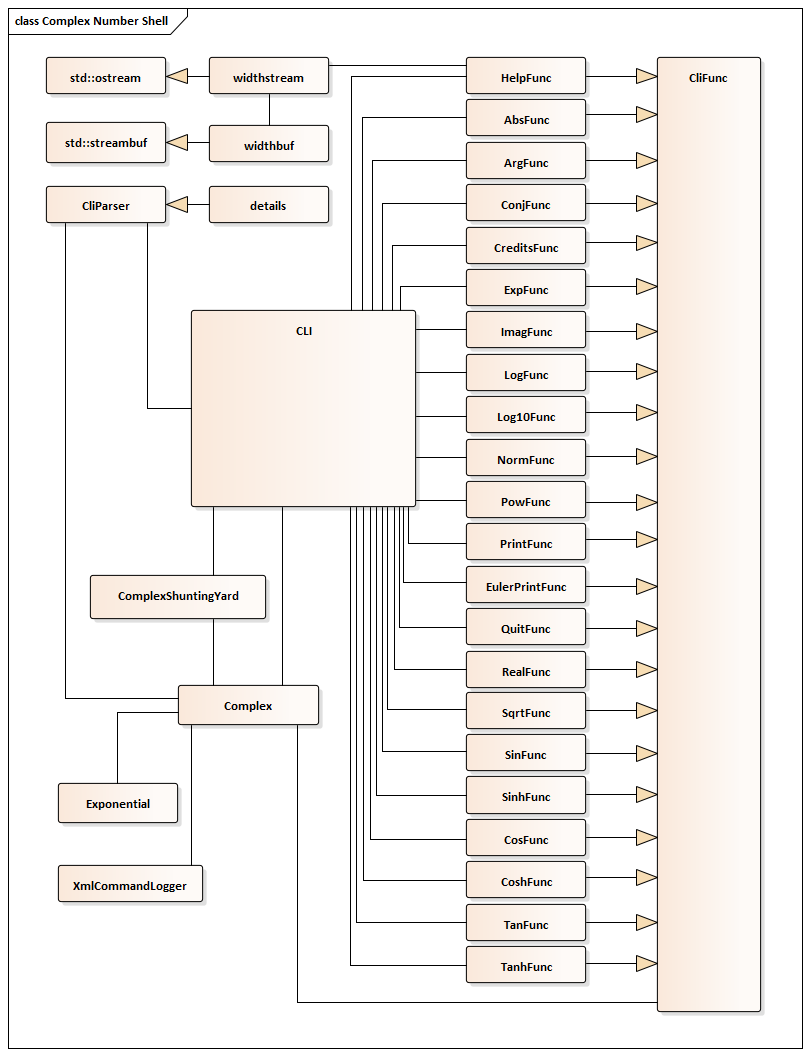 class Complex Number Shell
std::ostream
widthstream
HelpFunc
CliFunc
AbsFunc
std::streambuf
widthbuf
ArgFunc
CliParser
details
ConjFunc
CreditsFunc
ExpFunc
CLI
ImagFunc
LogFunc
Log10Func
NormFunc
PowFunc
PrintFunc
EulerPrintFunc
ComplexShuntingYard
QuitFunc
RealFunc
Complex
SqrtFunc
SinFunc
SinhFunc
Exponential
CosFunc
CoshFunc
XmlCommandLogger
TanFunc
TanhFunc